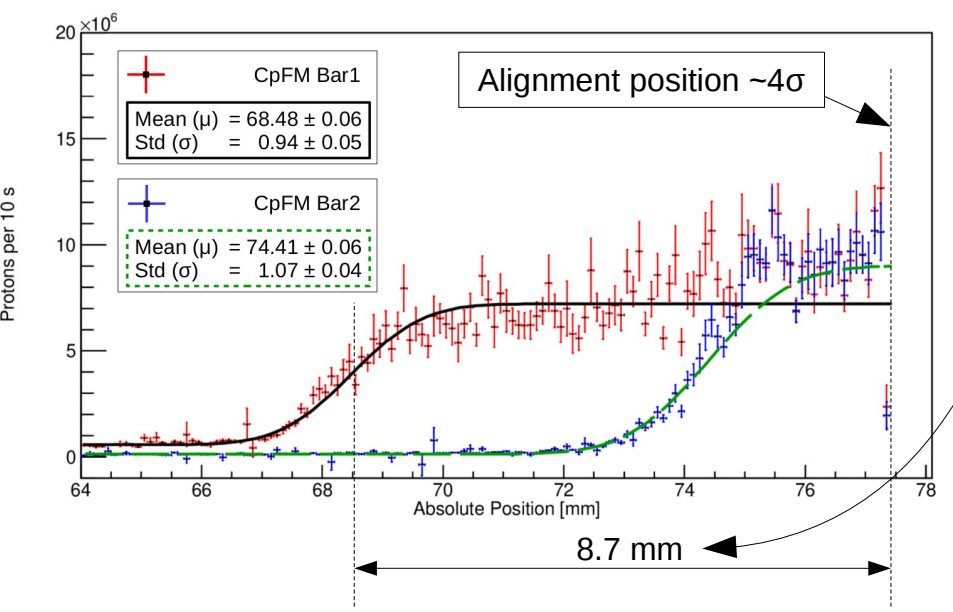 20 ×10⁶
CpFM Bar1
Mean (μ) = 68.48 ± 0.06
Std (σ) = 0.94 ± 0.05
CpFM Bar2
Mean (μ) = 74.41 ± 0.06
Std (σ) = 1.07 ± 0.04
Alignment position ~4σ
15
10
5
0
Protons per 10 s
64 66 68 70 72 74 76 78
Absolute Position [mm]
8.7 mm